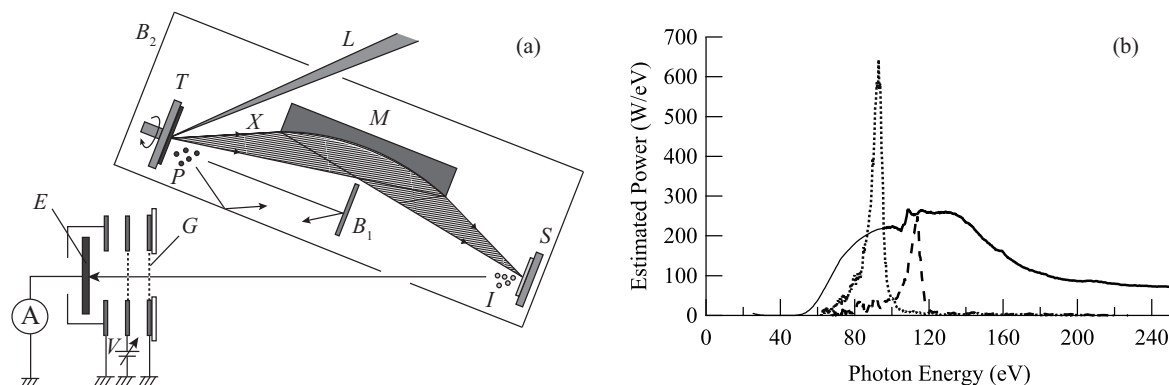 B₂
L
(a)
T
X
M
P
B₁
S
I
E
G
A
V
(b)
Estimated Power (W/eV)
700
600
500
400
300
200
100
0
0 40 80 120 160 200 240
Photon Energy (eV)